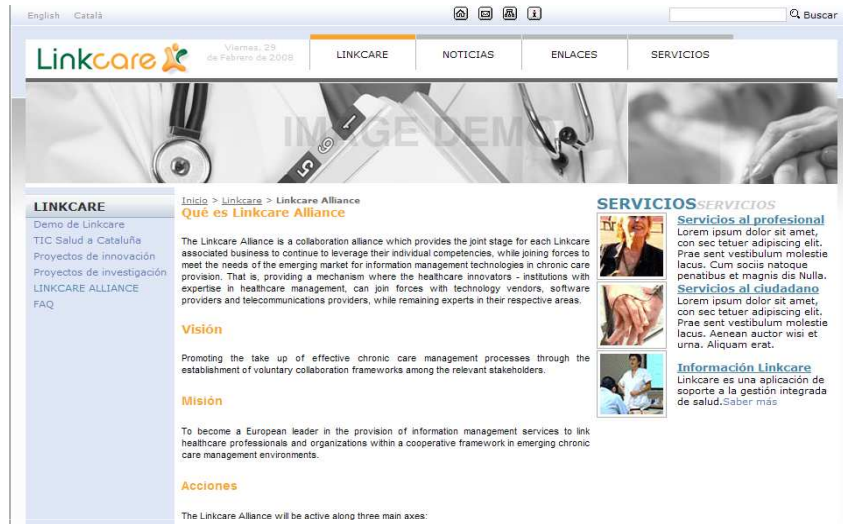 English Català
Buscar
Linkcare
Viernes, 29
de Febrero de 2008
LINKCARE NOTICIAS ENLACES SERVICIOS
IMAGE DEMO
1
6
5
LINKCARE
Demo de Linkcare
TIC Salud a Cataluña
Proyectos de innovación
Proyectos de investigación
LINKCARE ALLIANCE
FAQ
Inicio > Linkcare > Linkcare Alliance
Qué es Linkcare Alliance
The Linkcare Alliance is a collaboration alliance which provides the joint stage for each Linkcare
associated business to continue to leverage their individual competencies, while joining forces to
meet the needs of the emerging market for information management technologies in chronic care
provision. That is, providing a mechanism where the healthcare innovators - institutions with
expertise in healthcare management, can join forces with technology vendors, software
providers and telecommunications providers, while remaining experts in their respective areas.
Visión
Promoting the take up of effective chronic care management processes through the
establishment of voluntary collaboration frameworks among the relevant stakeholders.
Misión
To become a European leader in the provision of information management services to link
healthcare professionals and organizations within a cooperative framework in emerging chronic
care management environments.
Acciones
The Linkcare Alliance will be active along three main axes:
SERVICIOS SERVICIOS
Servicios al profesional
Lorem ipsum dolor sit amet,
con sec tetuer adipiscing elit.
Prae sent vestibulum molestie
lacus. Cum sociis natoque
penatibus et magnis dis Nulla.
Servicios al ciudadano
Lorem ipsum dolor sit amet,
con sec tetuer adipiscing elit.
Prae sent vestibulum molestie
lacus. Aenean auctor wisi et
urna. Aliquam erat.
Información Linkcare
Linkcare es una aplicación de
soporte a la gestión integrada
de salud.Saber más